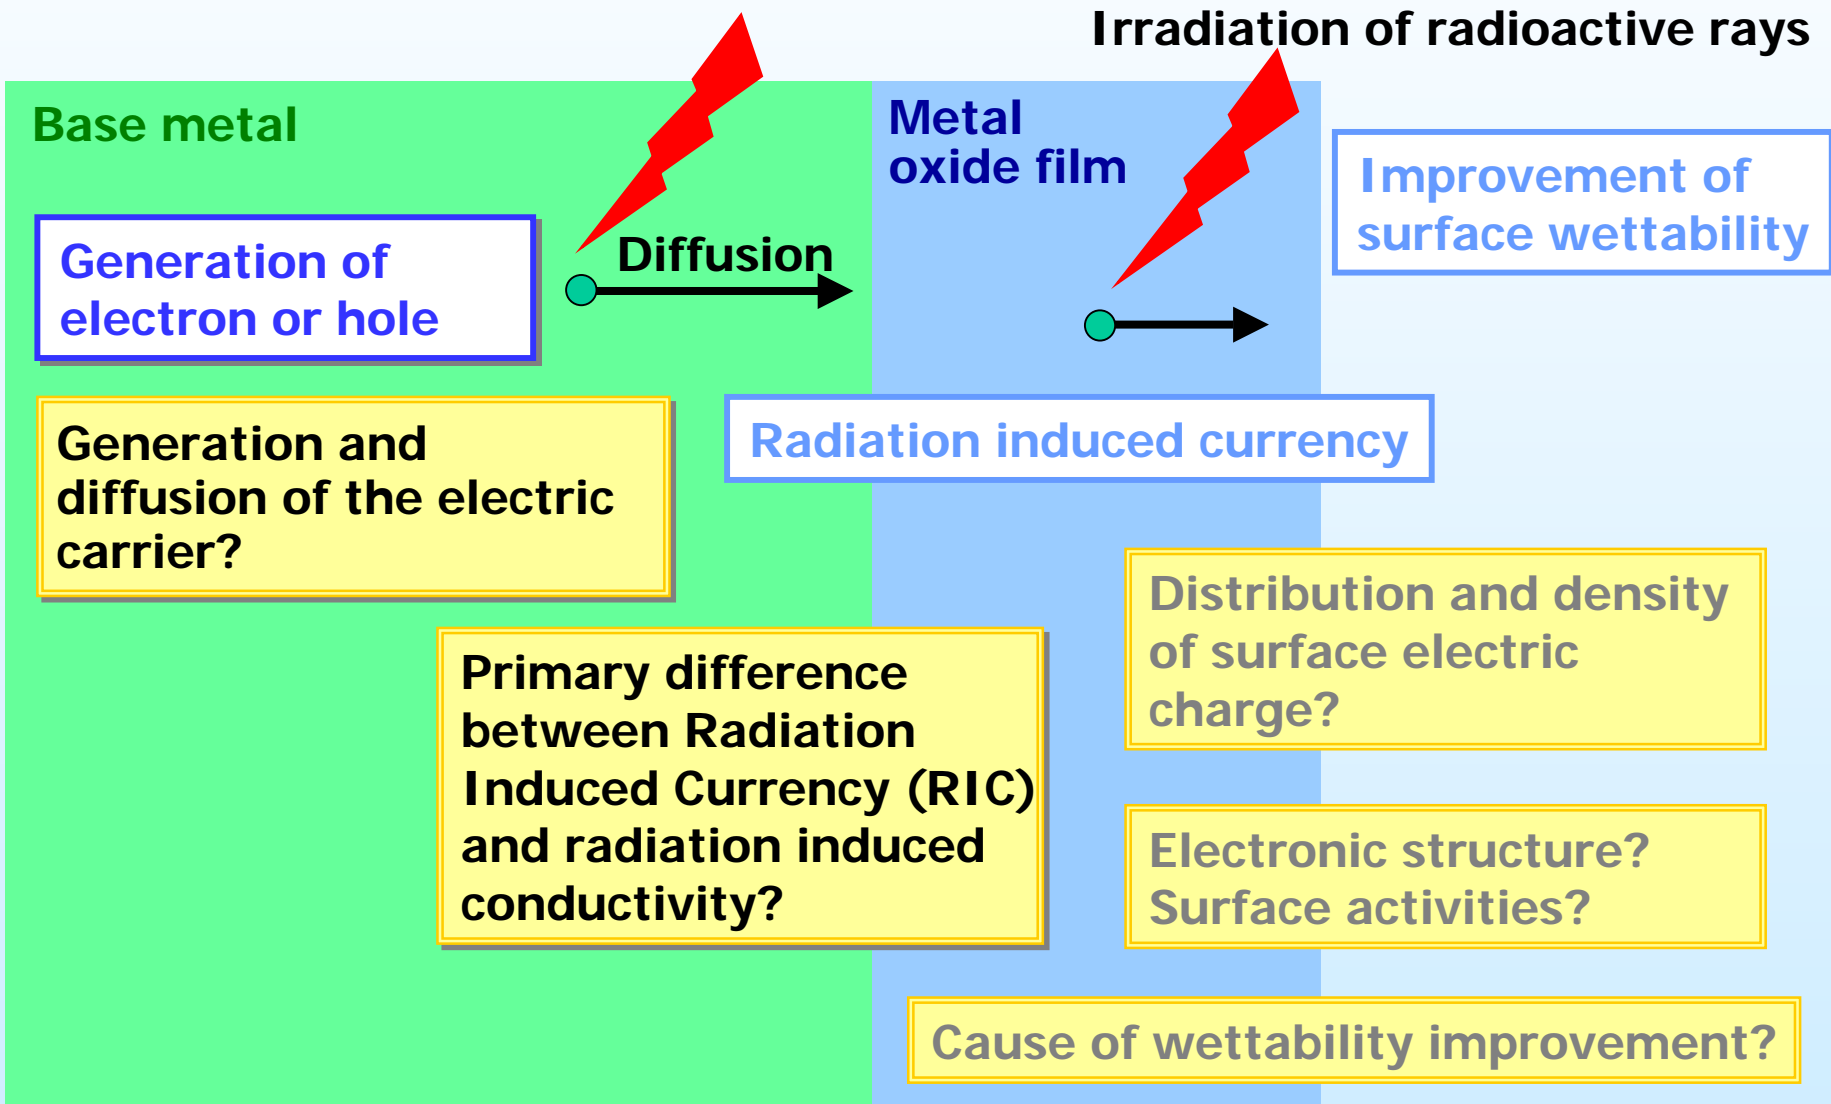 Irradiation of radioactive rays
Base metal
Metal
oxide film
Improvement of
surface wettability
Generation of
electron or hole
Diffusion
Radiation induced currency
Generation and
diffusion of the electric
carrier?
Distribution and density
of surface electric
charge?
Primary difference
between Radiation
Induced Currency (RIC)
and radiation induced
conductivity?
Electronic structure?
Surface activities?
Cause of wettability improvement?